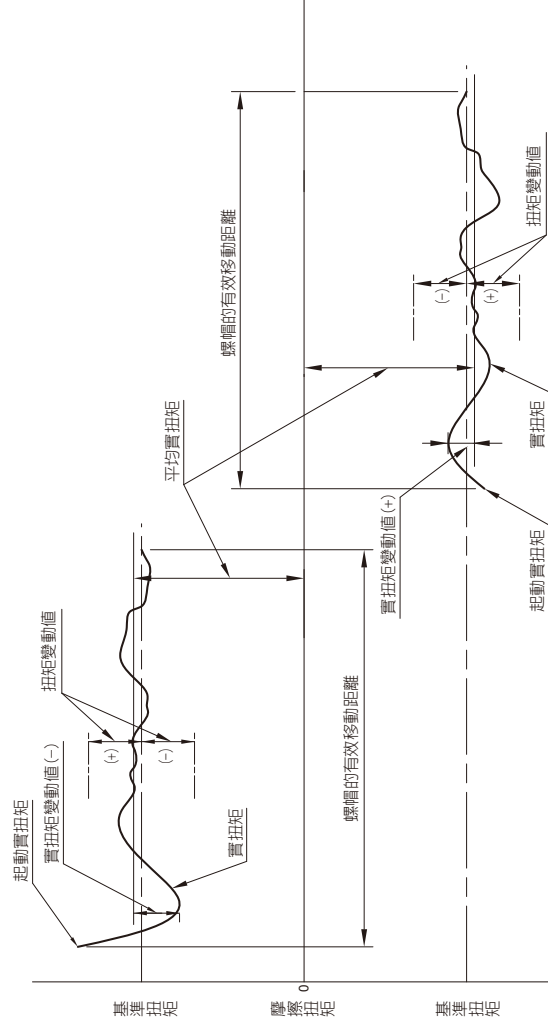 起動實扭矩
實扭矩變動值(−)
扭矩變動值
(+)
(−)
實扭矩
螺帽的有效移動距離
平均實扭矩
螺帽的有效移動距離
實扭矩變動值(+)
(−)
(+)
扭矩變動值
實扭矩
起動實扭矩
基準扭矩
摩擦扭矩
0
基準扭矩